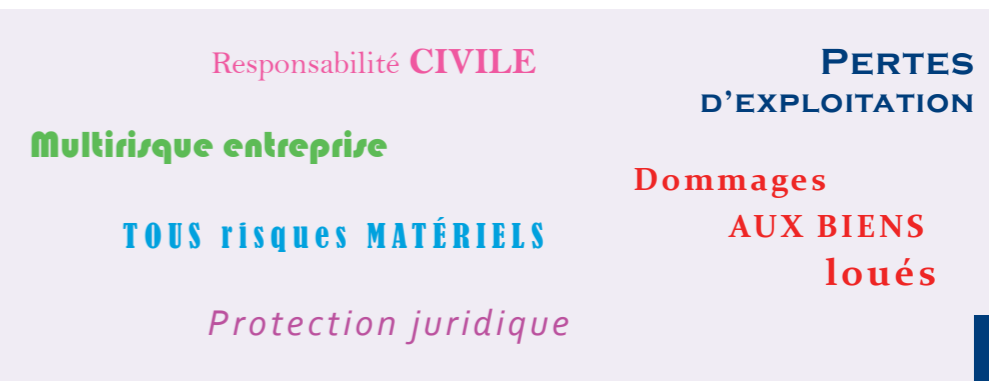 Responsabilité CIVILE
PERTES
D'EXPLOITATION
Multirisque entreprise
Dommages
AUX BIENS
loués
TOUS risques MATÉRIELS
Protection juridique